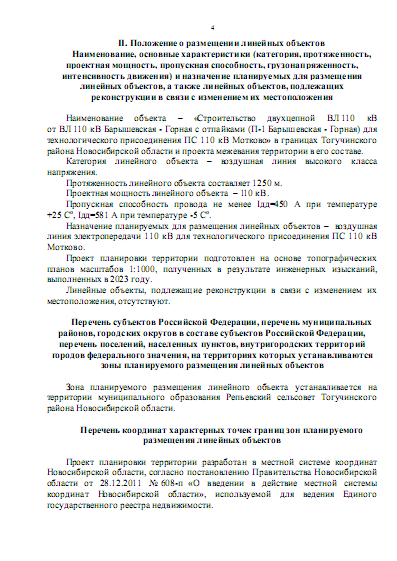 4
II. Положение о размещении линейных объектов
Наименование, основные характеристики (категория, протяженность,
проектная мощность, пропускная способность, грузонапряженность,
интенсивность движения) и назначение планируемых для размещения
линейных объектов, а также линейных объектов, подлежащих
реконструкции в связи с изменением их местоположения
Наименование объекта – «Строительство двухцепной ВЛ 110 кВ
от ВЛ 110 кВ Барышевская - Горная с отпайками (П-1 Барышевская - Горная) для
технологического присоединения ПС 110 кВ Мотково» в границах Тогучинского
района Новосибирской области и проекта межевания территории в его составе.
Категория линейного объекта – воздушная линия высокого класса
напряжения.
Протяженность линейного объекта составляет 1250 м.
Проектная мощность линейного объекта – 110 кВ.
Пропускная способность провода не менее Iдд=450 А при температуре
+25 С°, Iдд=581 А при температуре -5 С°.
Назначение планируемых для размещения линейных объектов – воздушная
линия электропередачи 110 кВ для технологического присоединения ПС 110 кВ
Мотково.
Проект планировки территории подготовлен на основе топографических
планов масштабов 1:1000, полученных в результате инженерных изысканий,
выполненных в 2023 году.
Линейные объекты, подлежащие реконструкции в связи с изменением их
местоположения, отсутствуют.
Перечень субъектов Российской Федерации, перечень муниципальных
районов, городских округов в составе субъектов Российской Федерации,
перечень поселений, населенных пунктов, внутригородских территорий
городов федерального значения, на территориях которых устанавливаются
зоны планируемого размещения линейных объектов
Зона планируемого размещения линейного объекта устанавливается на
территории муниципального образования Репьевский сельсовет Тогучинского
района Новосибирской области.
Перечень координат характерных точек границ зон планируемого
размещения линейных объектов
Проект планировки территории разработан в местной системе координат
Новосибирской области, согласно постановлению Правительства Новосибирской
области от 28.12.2011 № 608-п «О введении в действие местной системы
координат Новосибирской области», используемой для ведения Единого
государственного реестра недвижимости.